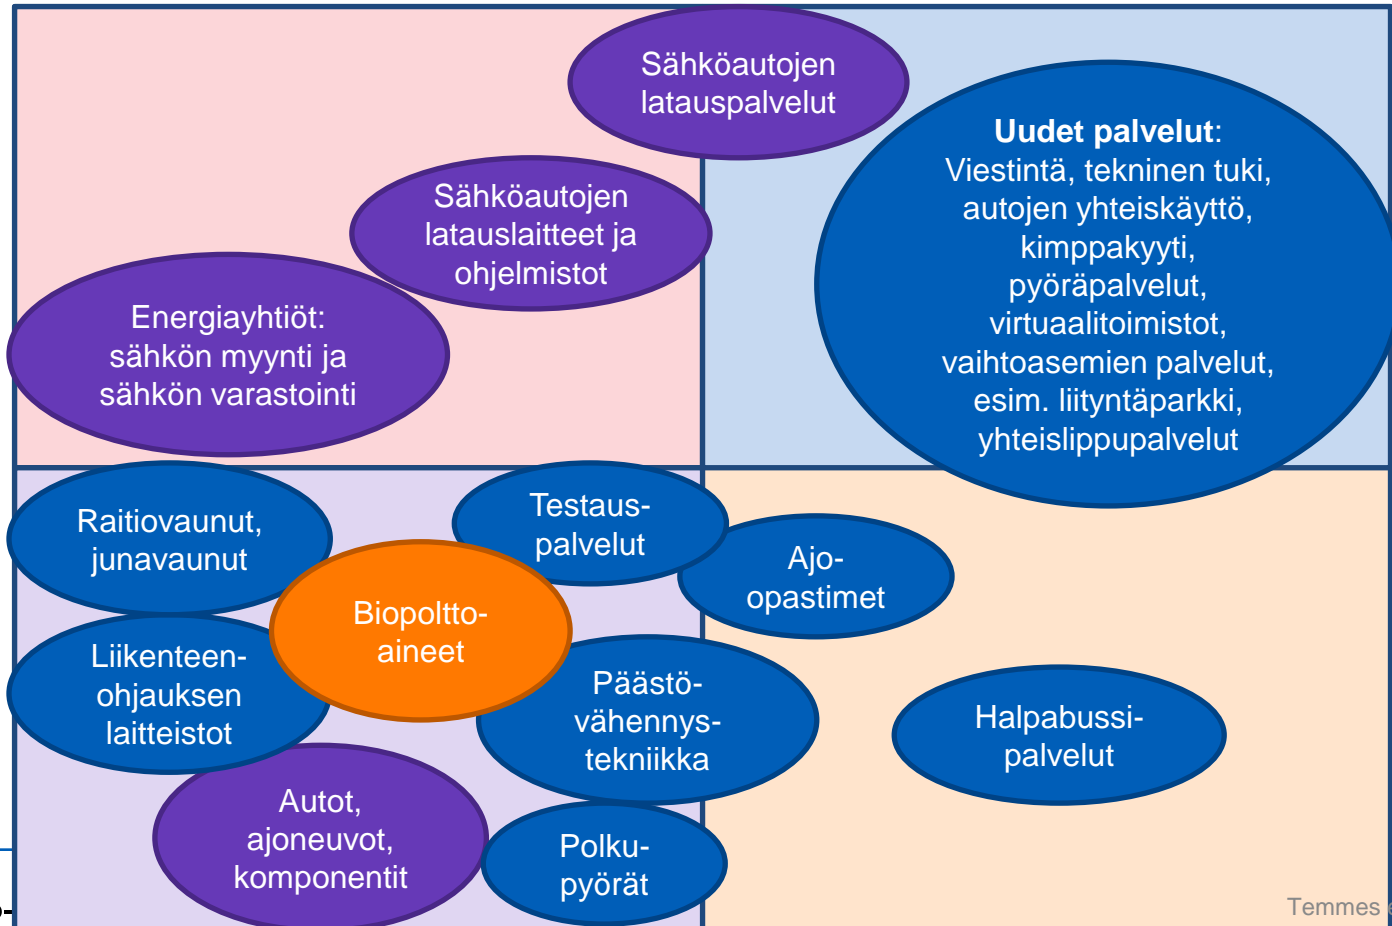 Sähköautojen
latauspalvelut
Uudet palvelut:
Viestintä, tekninen tuki,
autojen yhteiskäyttö,
kimppakyyti,
pyöräpalvelut,
virtuaalitoimistot,
vaihtoasemien palvelut,
esim. liityntäparkki,
yhteislippupalvelut
Sähköautojen
latauslaitteet ja
ohjelmistot
Energiayhtiöt:
sähkön myynti ja
sähkön varastointi
Raitiovaunut,
junavaunut
Testaus-
palvelut
Ajo-
opastimet
Biopoltto-
aineet
Liikenteen-
ohjauksen
laitteistot
Päästö-
vähennys-
tekniikka
Halpabussi-
palvelut
Autot,
ajoneuvot,
komponentit
Polku-
pyörät
Temmes